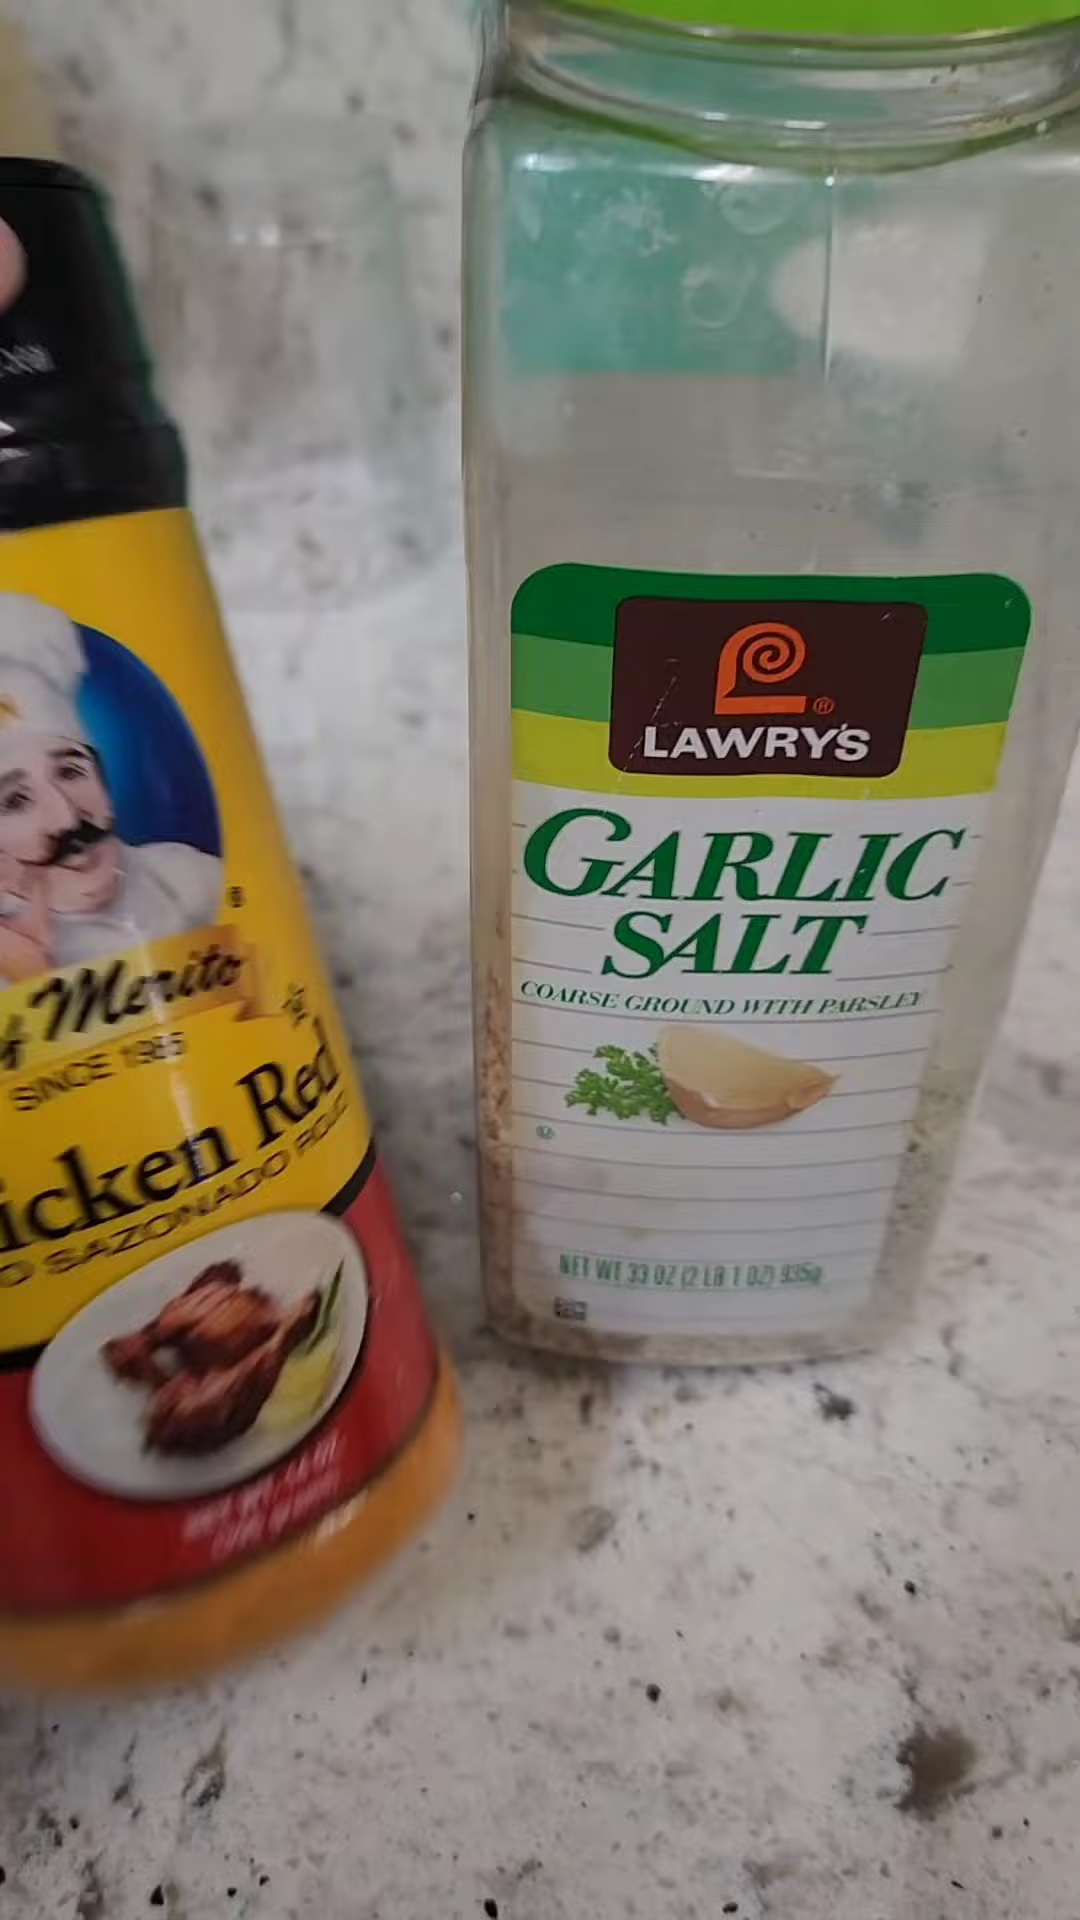 Merito
SINCE 1985
icken Red
O SAZONADO ROJO
LAWRY'S
GARLIC
SALT
COARSE GROUND WITH PARSLEY
NET WT 33 OZ (2 LB 1 OZ) 935g